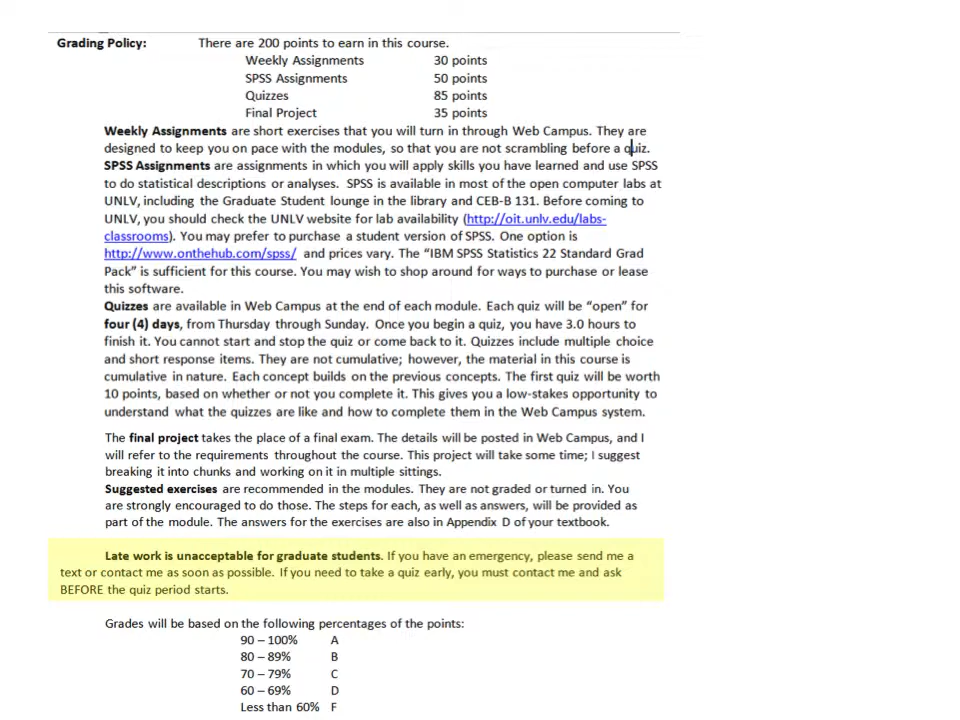 Grading Policy: There are 200 points to earn in this course.
Weekly Assignments 30 points
SPSS Assignments 50 points
Quizzes 85 points
Final Project 35 points
Weekly Assignments are short exercises that you will turn in through Web Campus. They are
designed to keep you on pace with the modules, so that you are not scrambling before a quiz.
SPSS Assignments are assignments in which you will apply skills you have learned and use SPSS
to do statistical descriptions or analyses. SPSS is available in most of the open computer labs at
UNLV, including the Graduate Student lounge in the library and CEB-B 131. Before coming to
UNLV, you should check the UNLV website for lab availability (http://oit.unlv.edu/labs-
classrooms). You may prefer to purchase a student version of SPSS. One option is
http://www.onthehub.com/spss/ and prices vary. The “IBM SPSS Statistics 22 Standard Grad
Pack” is sufficient for this course. You may wish to shop around for ways to purchase or lease
this software.
Quizzes are available in Web Campus at the end of each module. Each quiz will be “open” for
four (4) days, from Thursday through Sunday. Once you begin a quiz, you have 3.0 hours to
finish it. You cannot start and stop the quiz or come back to it. Quizzes include multiple choice
and short response items. They are not cumulative; however, the material in this course is
cumulative in nature. Each concept builds on the previous concepts. The first quiz will be worth
10 points, based on whether or not you complete it. This gives you a low-stakes opportunity to
understand what the quizzes are like and how to complete them in the Web Campus system.
The final project takes the place of a final exam. The details will be posted in Web Campus, and I
will refer to the requirements throughout the course. This project will take some time; I suggest
breaking it into chunks and working on it in multiple sittings.
Suggested exercises are recommended in the modules. They are not graded or turned in. You
are strongly encouraged to do those. The steps for each, as well as answers, will be provided as
part of the module. The answers for the exercises are also in Appendix D of your textbook.
Late work is unacceptable for graduate students. If you have an emergency, please send me a
text or contact me as soon as possible. If you need to take a quiz early, you must contact me and ask
BEFORE the quiz period starts.
Grades will be based on the following percentages of the points:
90 – 100% A
80 – 89% B
70 – 79% C
60 – 69% D
Less than 60% F